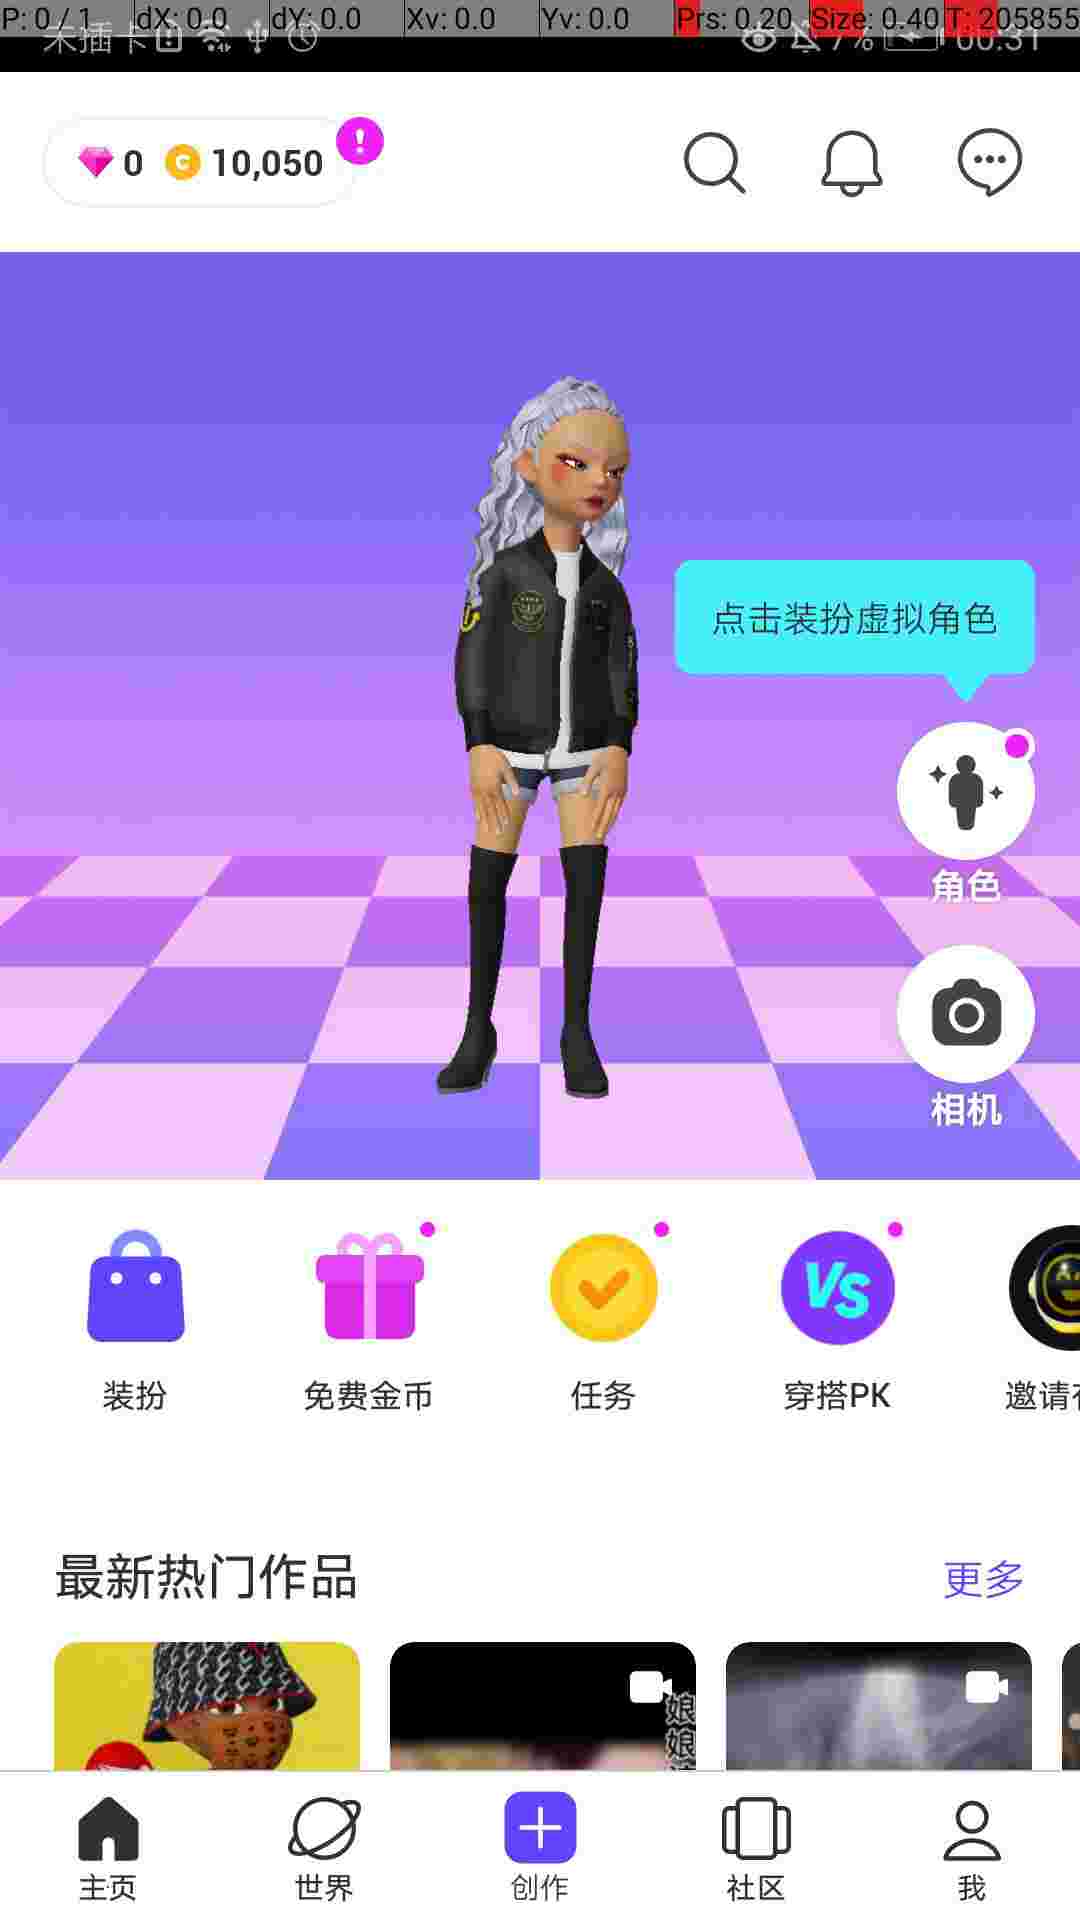 P: 0 / 1 dX: 0.0 dY: 0.0 Xv: 0.0 Yv: 0.0 Prs: 0.20 Size: 0.40 T: 205855
未插卡 7% 00:31
0 10,050
点击装扮虚拟角色
角色
相机
装扮 免费金币 任务 穿搭PK 邀请
最新热门作品 更多
娘娘
主页 世界 创作 社区 我